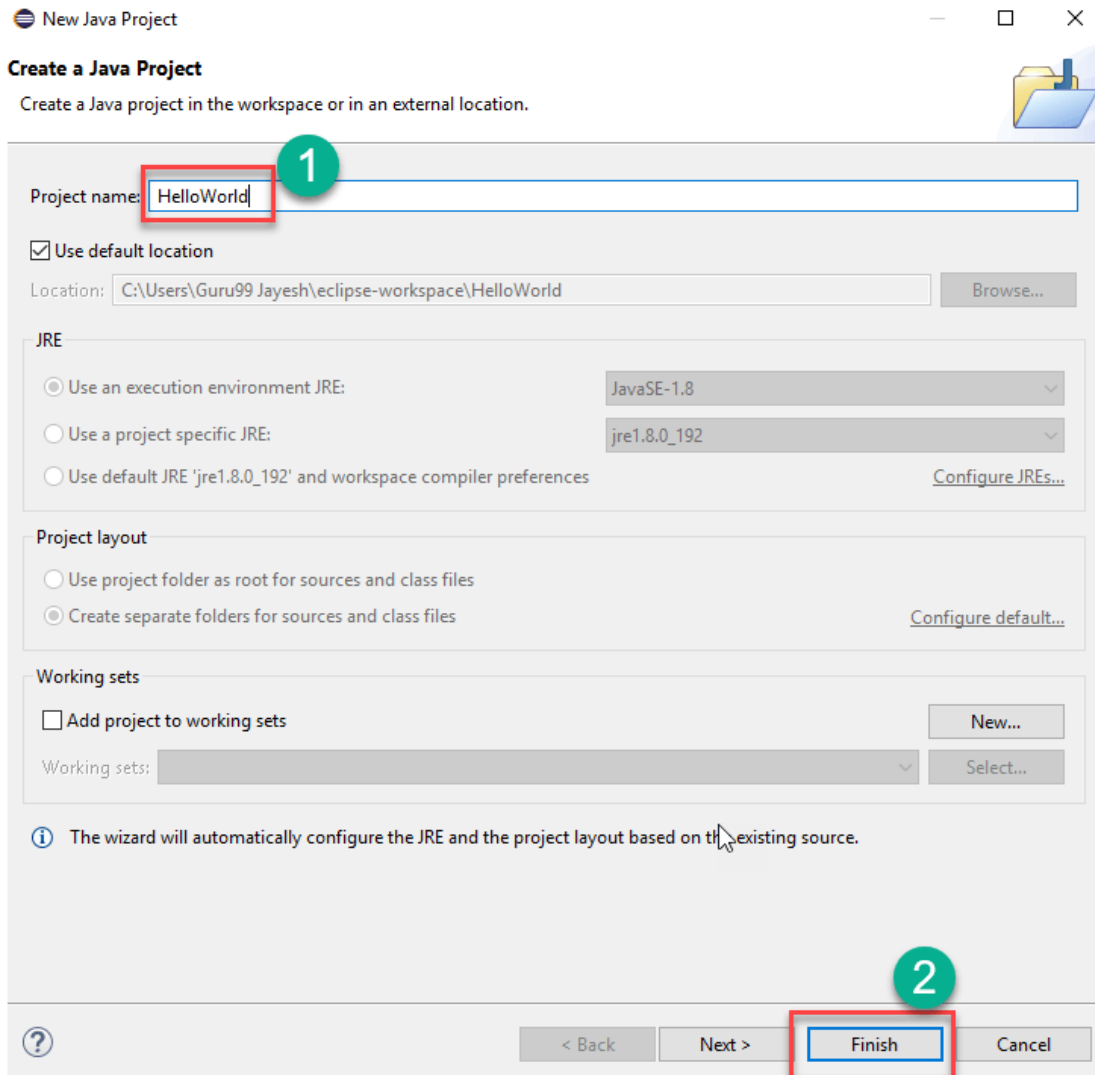 New Java Project
Create a Java Project
Create a Java project in the workspace or in an external location.
1
Project name: HelloWorld
Use default location
Location: C:\Users\Guru99 Jayesh\eclipse-workspace\HelloWorld Browse...
JRE
Use an execution environment JRE: JavaSE-1.8
Use a project specific JRE: jre1.8.0_192
Use default JRE 'jre1.8.0_192' and workspace compiler preferences Configure JREs...
Project layout
Use project folder as root for sources and class files
Create separate folders for sources and class files Configure default...
Working sets
Add project to working sets New...
Working sets: Select...
The wizard will automatically configure the JRE and the project layout based on the existing source.
2
? < Back Next > Finish Cancel